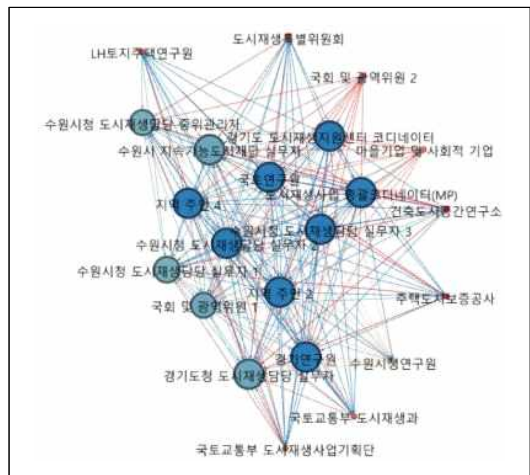 도시재생특별위원회
LH토지주택연구원
국회 및 광역위원 2
수원시청 도시재생담당 중위관리자
경기도 도시재생지원센터 코디네이터
수원시 지속가능도시재단 실무자
마을기업 및 사회적 기업
국토연구원
도시재생사업 총괄코디네이터(MP)
지역 주민 4
건축도시공간연구소
수원시청 도시재생담당 실무자 3
수원시청 도시재생담당 실무자 2
수원시청 도시재생담당 실무자 1
지역 주민 2
국회 및 광역위원 1
주택도시보증공사
경기연구원
수원시정연구원
경기도청 도시재생담당 실무자
국토교통부 도시재생과
국토교통부 도시재생사업기획단